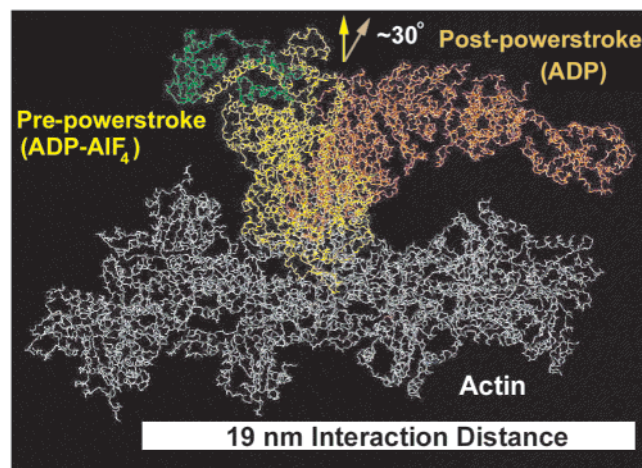 ~30°
Post-powerstroke
(ADP)
Pre-powerstroke
(ADP-AlF₄)
Actin
19 nm Interaction Distance